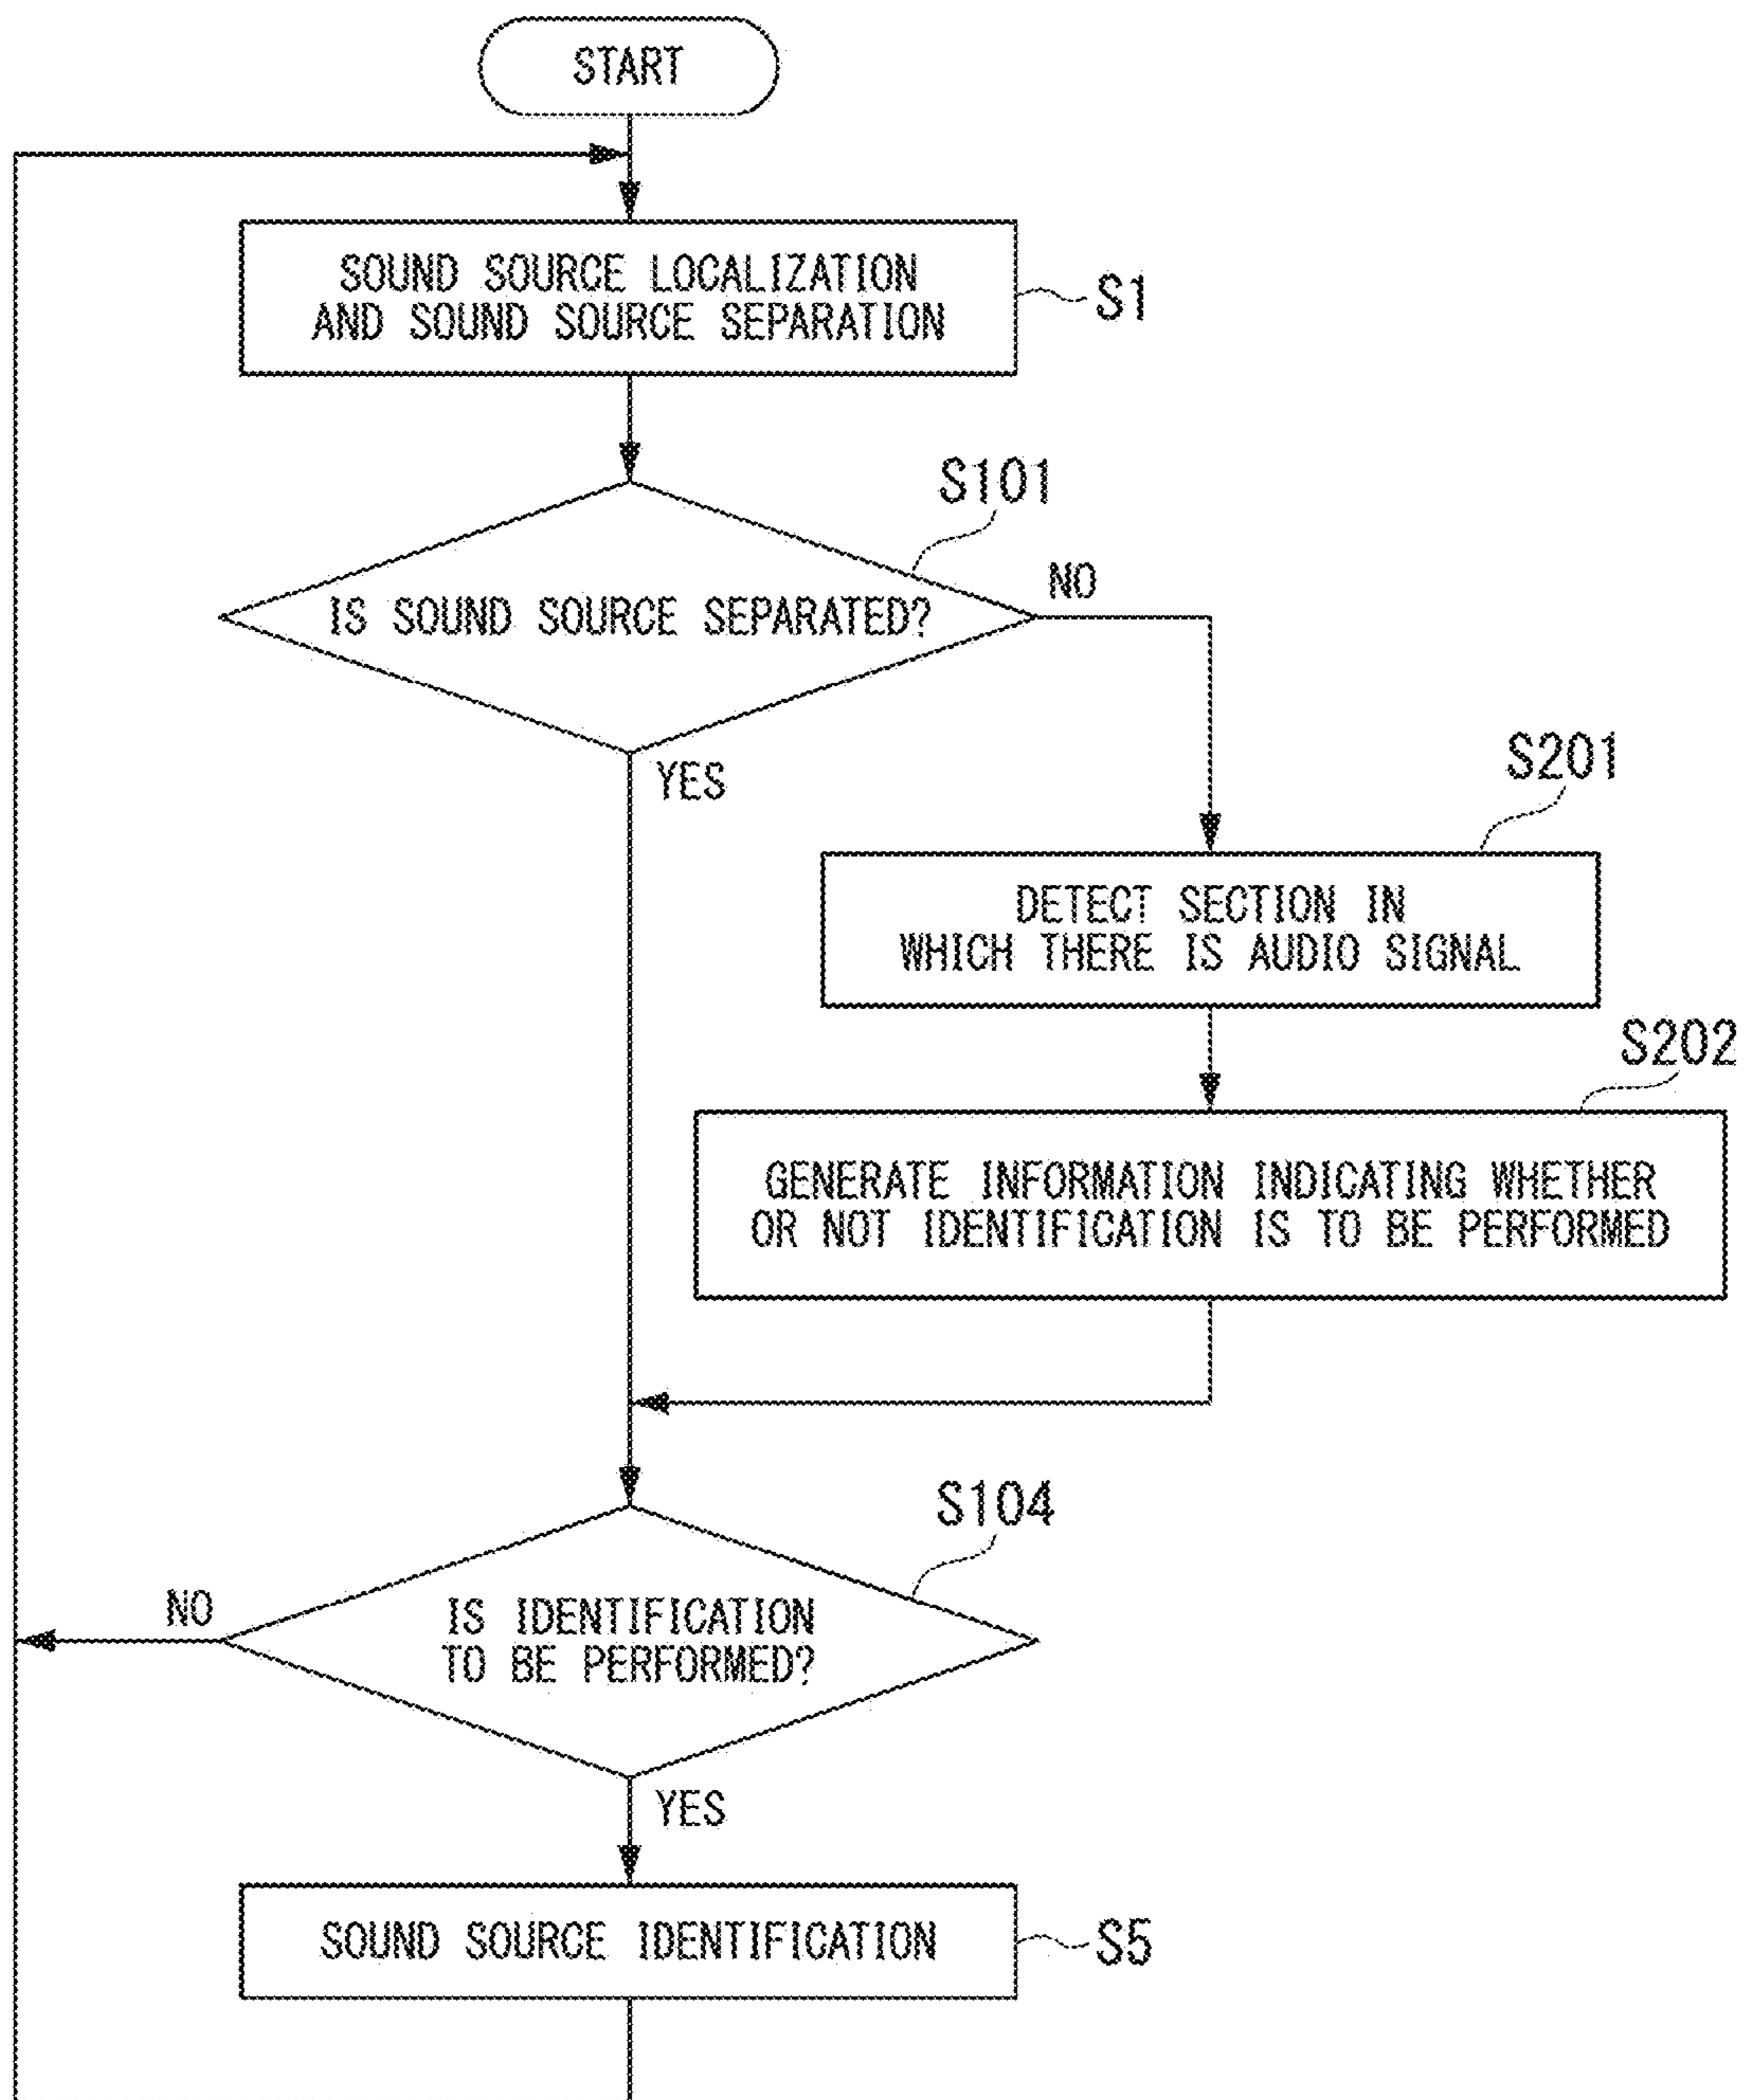 START
SOUND SOURCE LOCALIZATION
AND SOUND SOURCE SEPARATION
S1
S101
IS SOUND SOURCE SEPARATED?
NO
YES
S201
DETECT SECTION IN
WHICH THERE IS AUDIO SIGNAL
S202
GENERATE INFORMATION INDICATING WHETHER
OR NOT IDENTIFICATION IS TO BE PERFORMED
S104
NO
IS IDENTIFICATION
TO BE PERFORMED?
YES
SOUND SOURCE IDENTIFICATION
S5